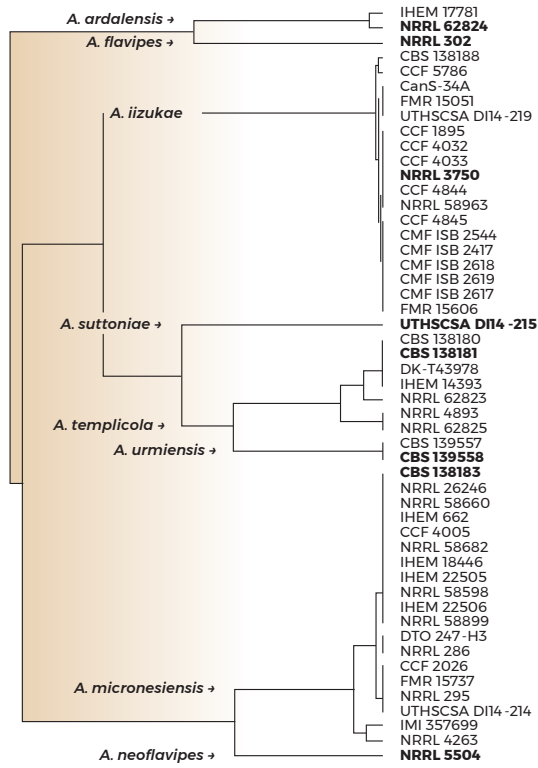 A. ardalensis →
IHEM 17781
NRRL 62824
A. flavipes →
NRRL 302
CBS 138188
CCF 5786
CanS-34A
FMR 15051
A. iizukae
UTHSCSA DI14-219
CCF 1895
CCF 4032
CCF 4033
NRRL 3750
CCF 4844
NRRL 58963
CCF 4845
CMF ISB 2544
CMF ISB 2417
CMF ISB 2618
CMF ISB 2619
CMF ISB 2617
FMR 15606
A. suttoniae →
UTHSCSA DI14-215
CBS 138180
CBS 138181
DK-T43978
IHEM 14393
NRRL 62823
NRRL 4893
A. templicola →
NRRL 62825
CBS 139557
A. urmiensis →
CBS 139558
CBS 138183
NRRL 26246
NRRL 58660
IHEM 662
CCF 4005
NRRL 58682
IHEM 18446
IHEM 22505
NRRL 58598
IHEM 22506
NRRL 58899
DTO 247-H3
NRRL 286
CCF 2026
FMR 15737
A. micronesiensis →
NRRL 295
UTHSCSA DI14-214
IMI 357699
NRRL 4263
A. neoflavipes →
NRRL 5504